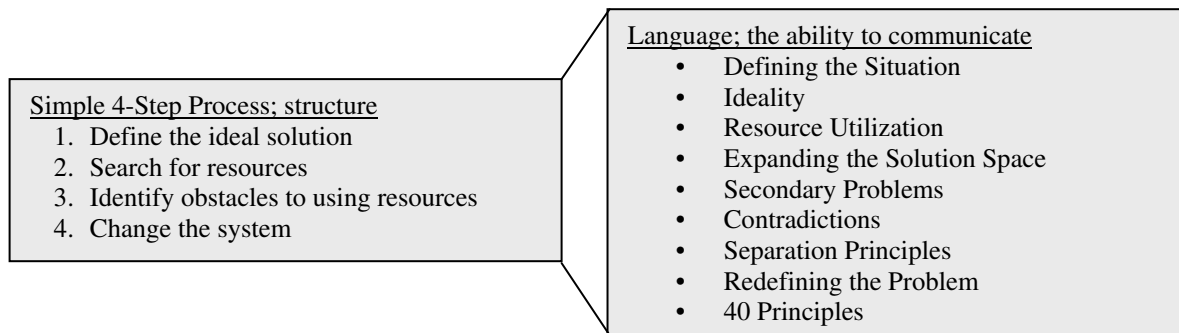 Simple 4-Step Process; structure
1. Define the ideal solution
2. Search for resources
3. Identify obstacles to using resources
4. Change the system
Language; the ability to communicate
• Defining the Situation
• Ideality
• Resource Utilization
• Expanding the Solution Space
• Secondary Problems
• Contradictions
• Separation Principles
• Redefining the Problem
• 40 Principles